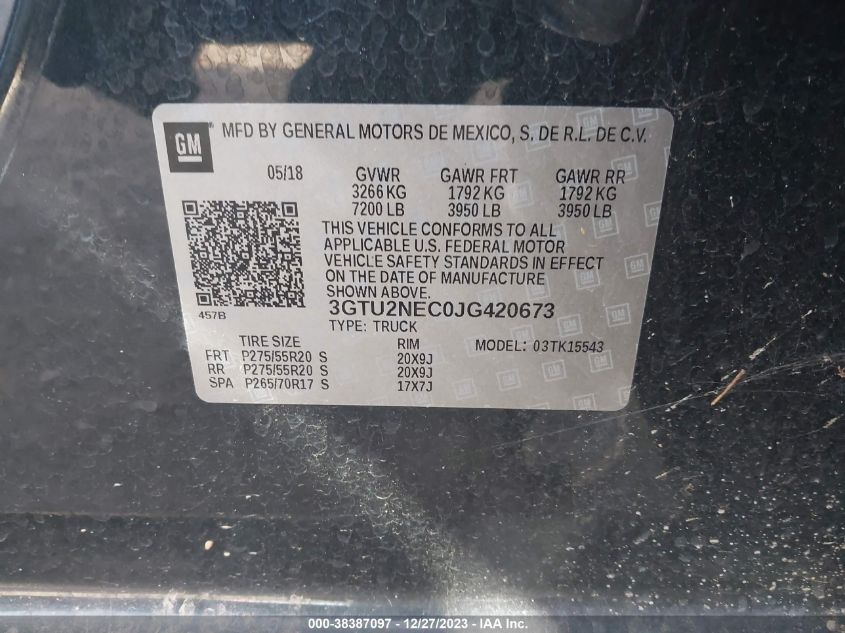 GM MFD BY GENERAL MOTORS DE MEXICO, S. DE R.L. DE C.V.
05/18 GVWR GAWR FRT GAWR RR
3266 KG 1792 KG 1792 KG
7200 LB 3950 LB 3950 LB
THIS VEHICLE CONFORMS TO ALL
APPLICABLE U.S. FEDERAL MOTOR
VEHICLE SAFETY STANDARDS IN EFFECT
ON THE DATE OF MANUFACTURE
SHOWN ABOVE.
457B 3GTU2NEC0JG420673
TYPE: TRUCK
TIRE SIZE RIM MODEL: 03TK15543
FRT P275/55R20 S 20X9J
RR P275/55R20 S 20X9J
SPA P265/70R17 S 17X7J
000-38387097 - 12/27/2023 - IAA Inc.